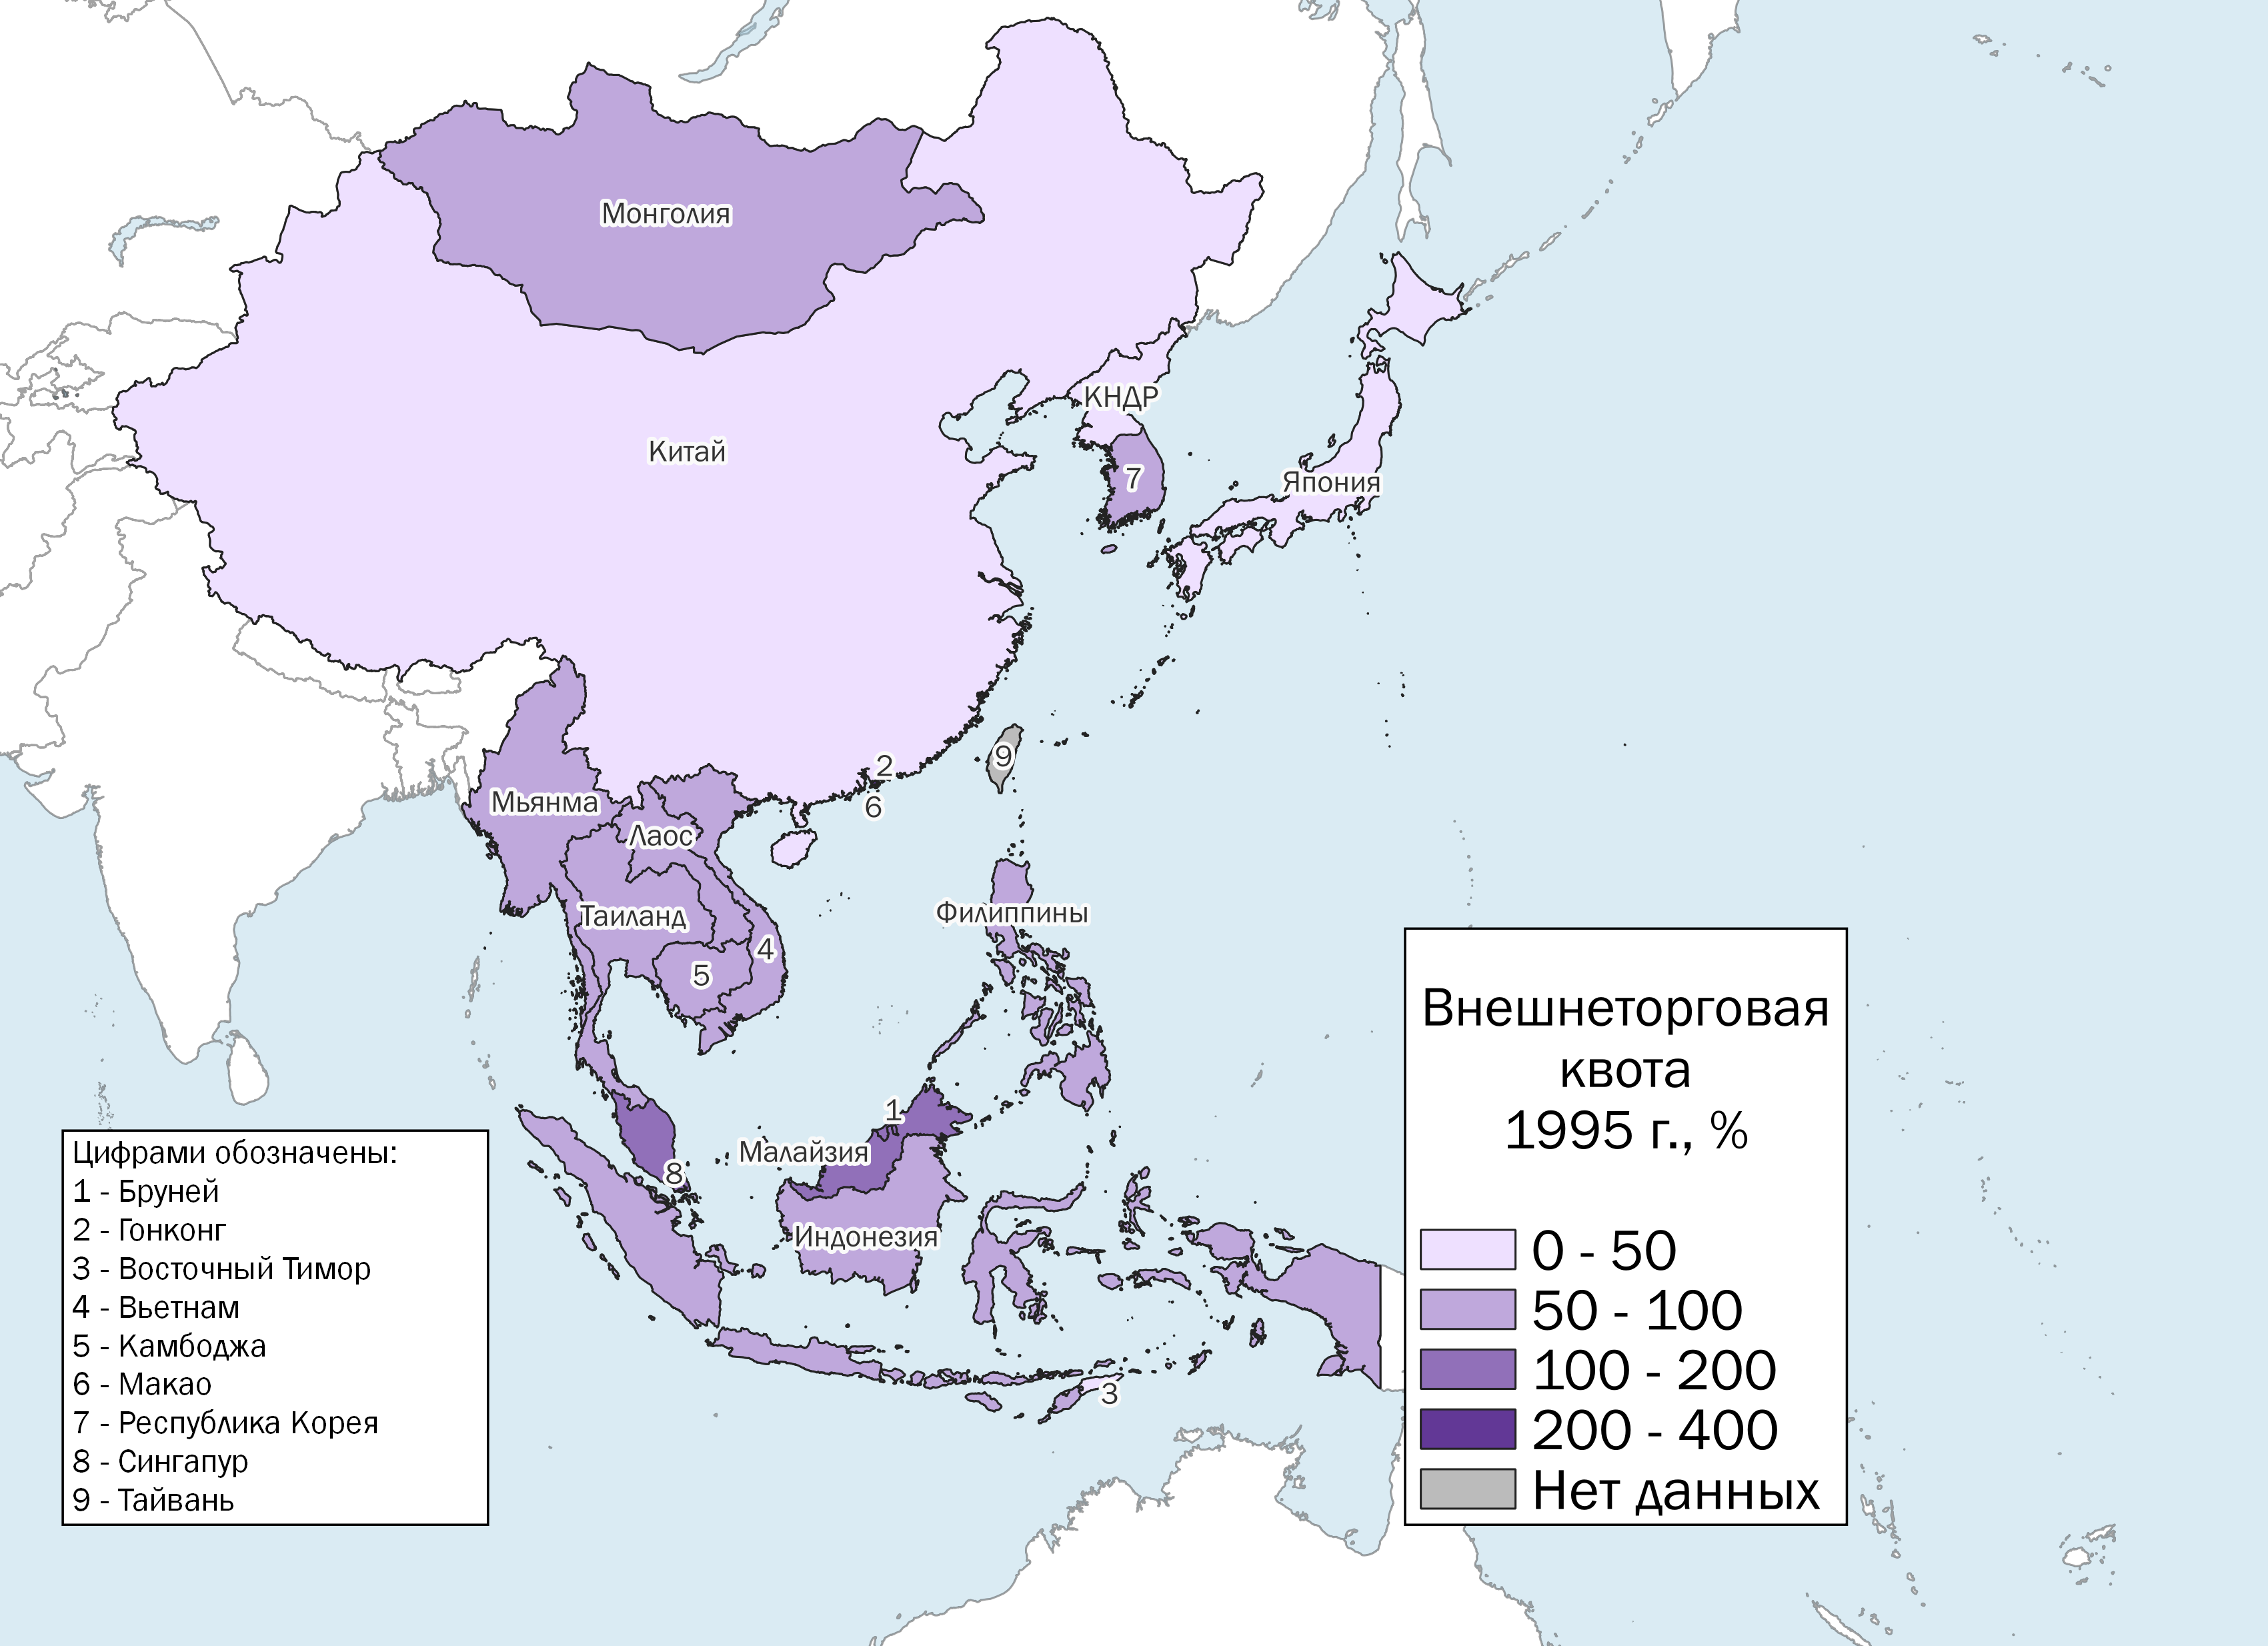 Монголия
КНДР
Китай
7
Япония
2
9
6
Мьянма
Лаос
Филиппины
Таиланд
4
5
1
Малайзия
8
Индонезия
3
Цифрами обозначены:
1 - Бруней
2 - Гонконг
3 - Восточный Тимор
4 - Вьетнам
5 - Камбоджа
6 - Макао
7 - Республика Корея
8 - Сингапур
9 - Тайвань
Внешнеторговая
квота
1995 г., %
0 - 50
50 - 100
100 - 200
200 - 400
Нет данных